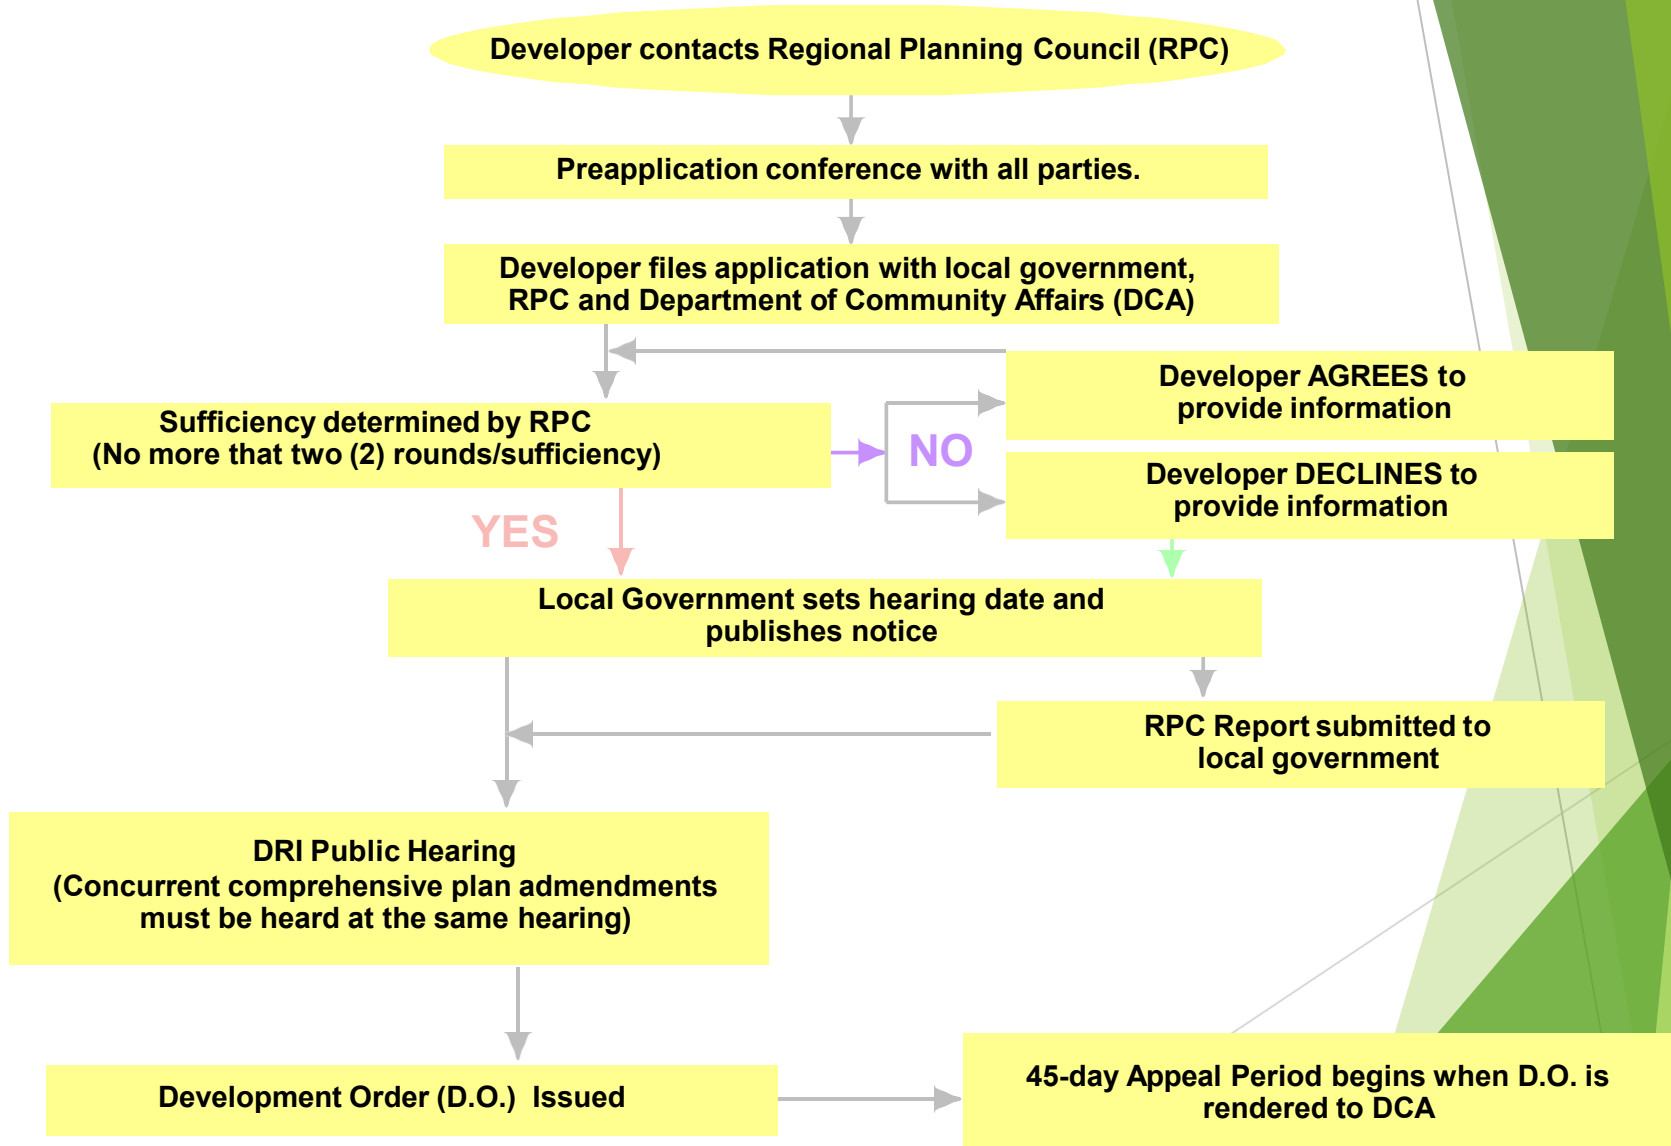 Developer contacts Regional Planning Council (RPC)
Preapplication conference with all parties.
Developer files application with local government,
RPC and Department of Community Affairs (DCA)
Developer AGREES to
provide information
Sufficiency determined by RPC
(No more that two (2) rounds/sufficiency)
NO
Developer DECLINES to
provide information
YES
Local Government sets hearing date and
publishes notice
RPC Report submitted to
local government
DRI Public Hearing
(Concurrent comprehensive plan admendments
must be heard at the same hearing)
Development Order (D.O.) Issued
45-day Appeal Period begins when D.O. is
rendered to DCA